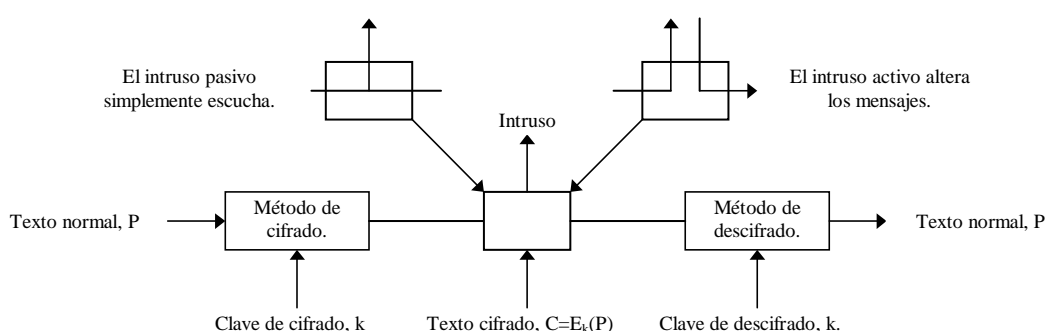 El intruso pasivo
simplemente escucha.
El intruso activo altera
los mensajes.
Intruso
Texto normal, P
Método de
cifrado.
Método de
descifrado.
Texto normal, P
Clave de cifrado, k
Texto cifrado, C=Eₖ(P)
Clave de descifrado, k.